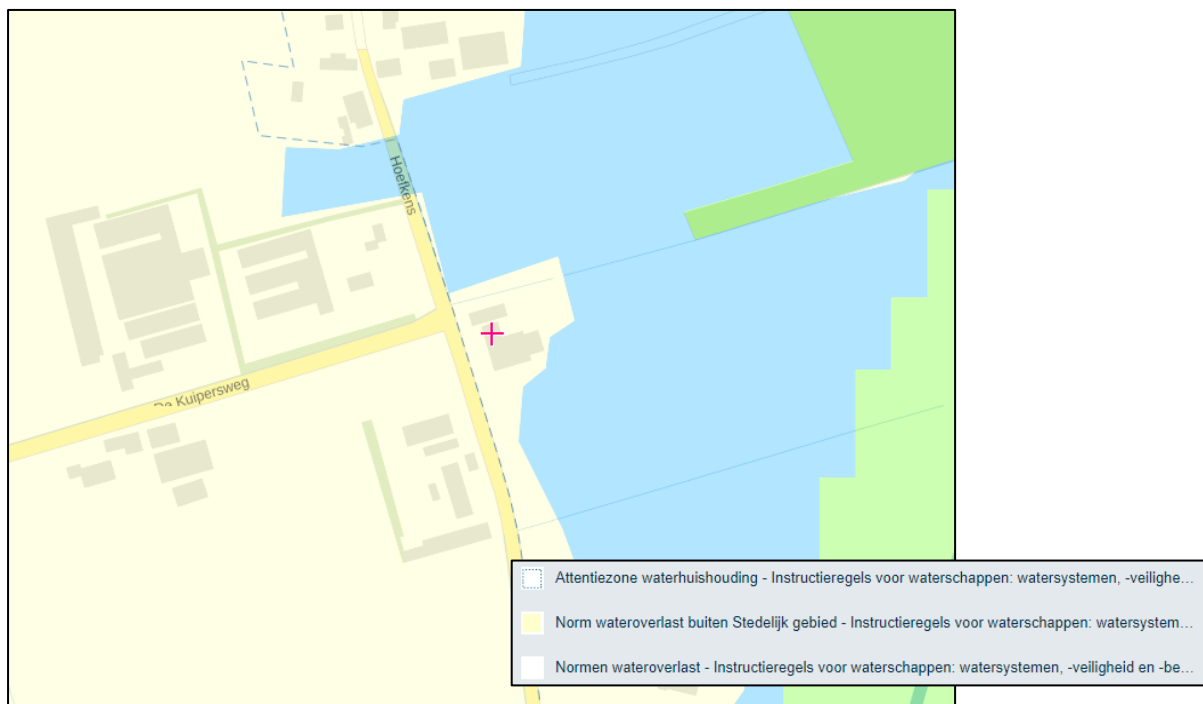 Hoefkens
De Kuipersweg
Attentiezone waterhuishouding - Instructieregels voor waterschappen: watersystemen, -veilighe...
Norm wateroverlast buiten Stedelijk gebied - Instructieregels voor waterschappen: watersystem...
Normen wateroverlast - Instructieregels voor waterschappen: watersystemen, -veiligheid en -be...